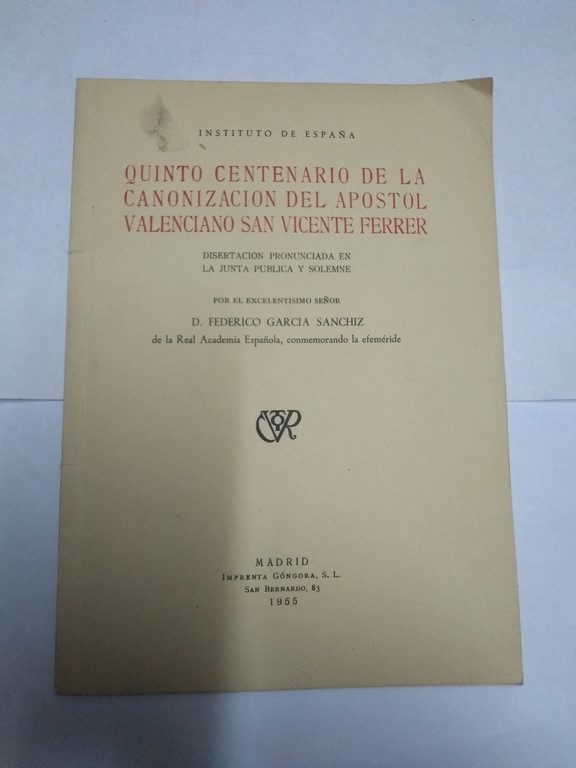 INSTITUTO DE ESPAÑA
QUINTO CENTENARIO DE LA
CANONIZACION DEL APOSTOL
VALENCIANO SAN VICENTE FERRER
DISERTACION PRONUNCIADA EN
LA JUNTA PUBLICA Y SOLEMNE
POR EL EXCELENTISIMO SEÑOR
D. FEDERICO GARCIA SANCHIZ
de la Real Academia Española, conmemorando la efeméride
MADRID
IMPRENTA GÓNGORA, S. L.
SAN BERNARDO, 83
1955